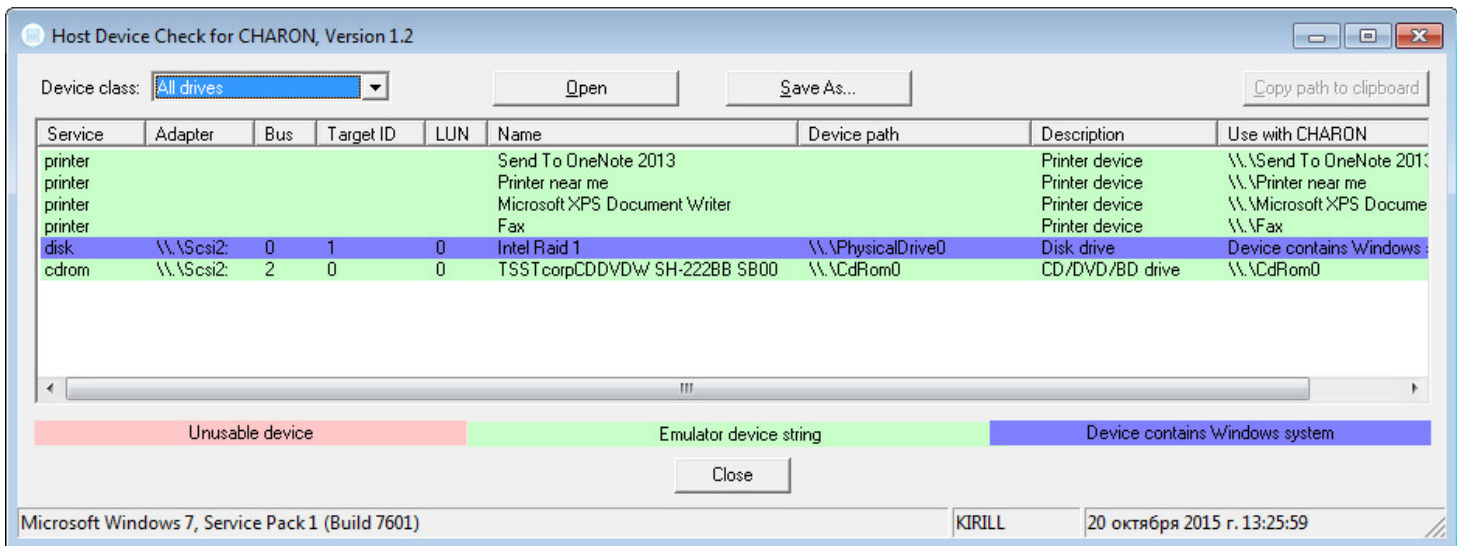 Host Device Check for CHARON, Version 1.2
Device class: All drives Open Save As... Copy path to clipboard
Service Adapter Bus Target ID LUN Name Device path Description Use with CHARON
printer Send To OneNote 2013 Printer device \\.\Send To OneNote 2013
printer Printer near me Printer device \\.\Printer near me
printer Microsoft XPS Document Writer Printer device \\.\Microsoft XPS Docume
printer Fax Printer device \\.\Fax
disk \\.\Scsi2: 0 1 0 Intel Raid 1 \\.\PhysicalDrive0 Disk drive Device contains Windows
cdrom \\.\Scsi2: 2 0 0 TSSTcorpCDDVDW SH-222BB SB00 \\.\CdRom0 CD/DVD/BD drive \\.\CdRom0
Unusable device Emulator device string Device contains Windows system
Close
Microsoft Windows 7, Service Pack 1 (Build 7601) KIRILL 20 октября 2015 г. 13:25:59